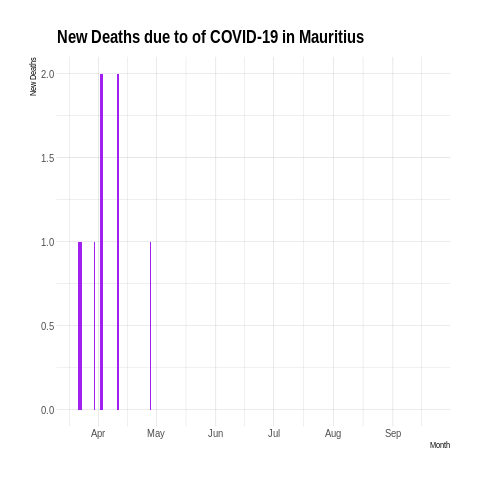 New Deaths due to of COVID-19 in Mauritius
New Deaths
2.0
1.5
1.0
0.5
0.0
Apr May Jun Jul Aug Sep
Month